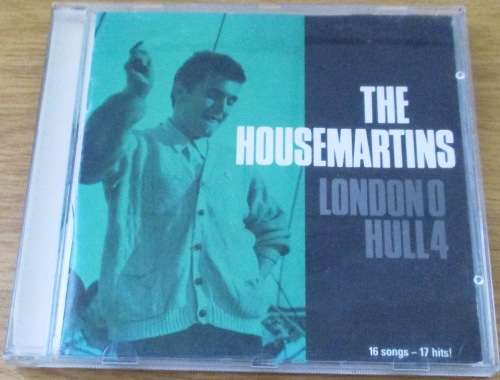 THE
HOUSEMARTINS
LONDON 0
HULL 4
16 songs – 17 hits!